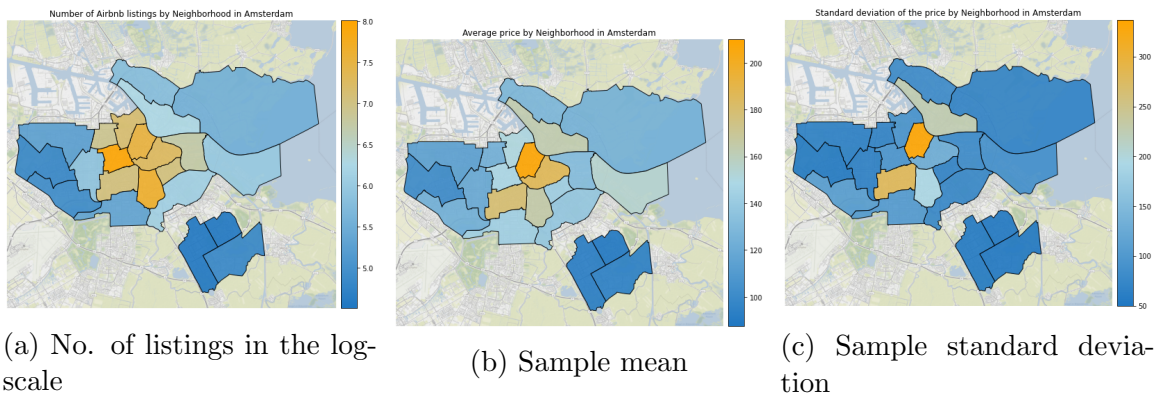 Number of Airbnb listings by Neighborhood in Amsterdam
8.0
7.5
7.0
6.5
6.0
5.5
5.0
(a) No. of listings in the log-
scale
Average price by Neighborhood in Amsterdam
200
180
160
140
120
100
(b) Sample mean
Standard deviation of the price by Neighborhood in Amsterdam
300
250
200
150
100
50
(c) Sample standard devia-
tion